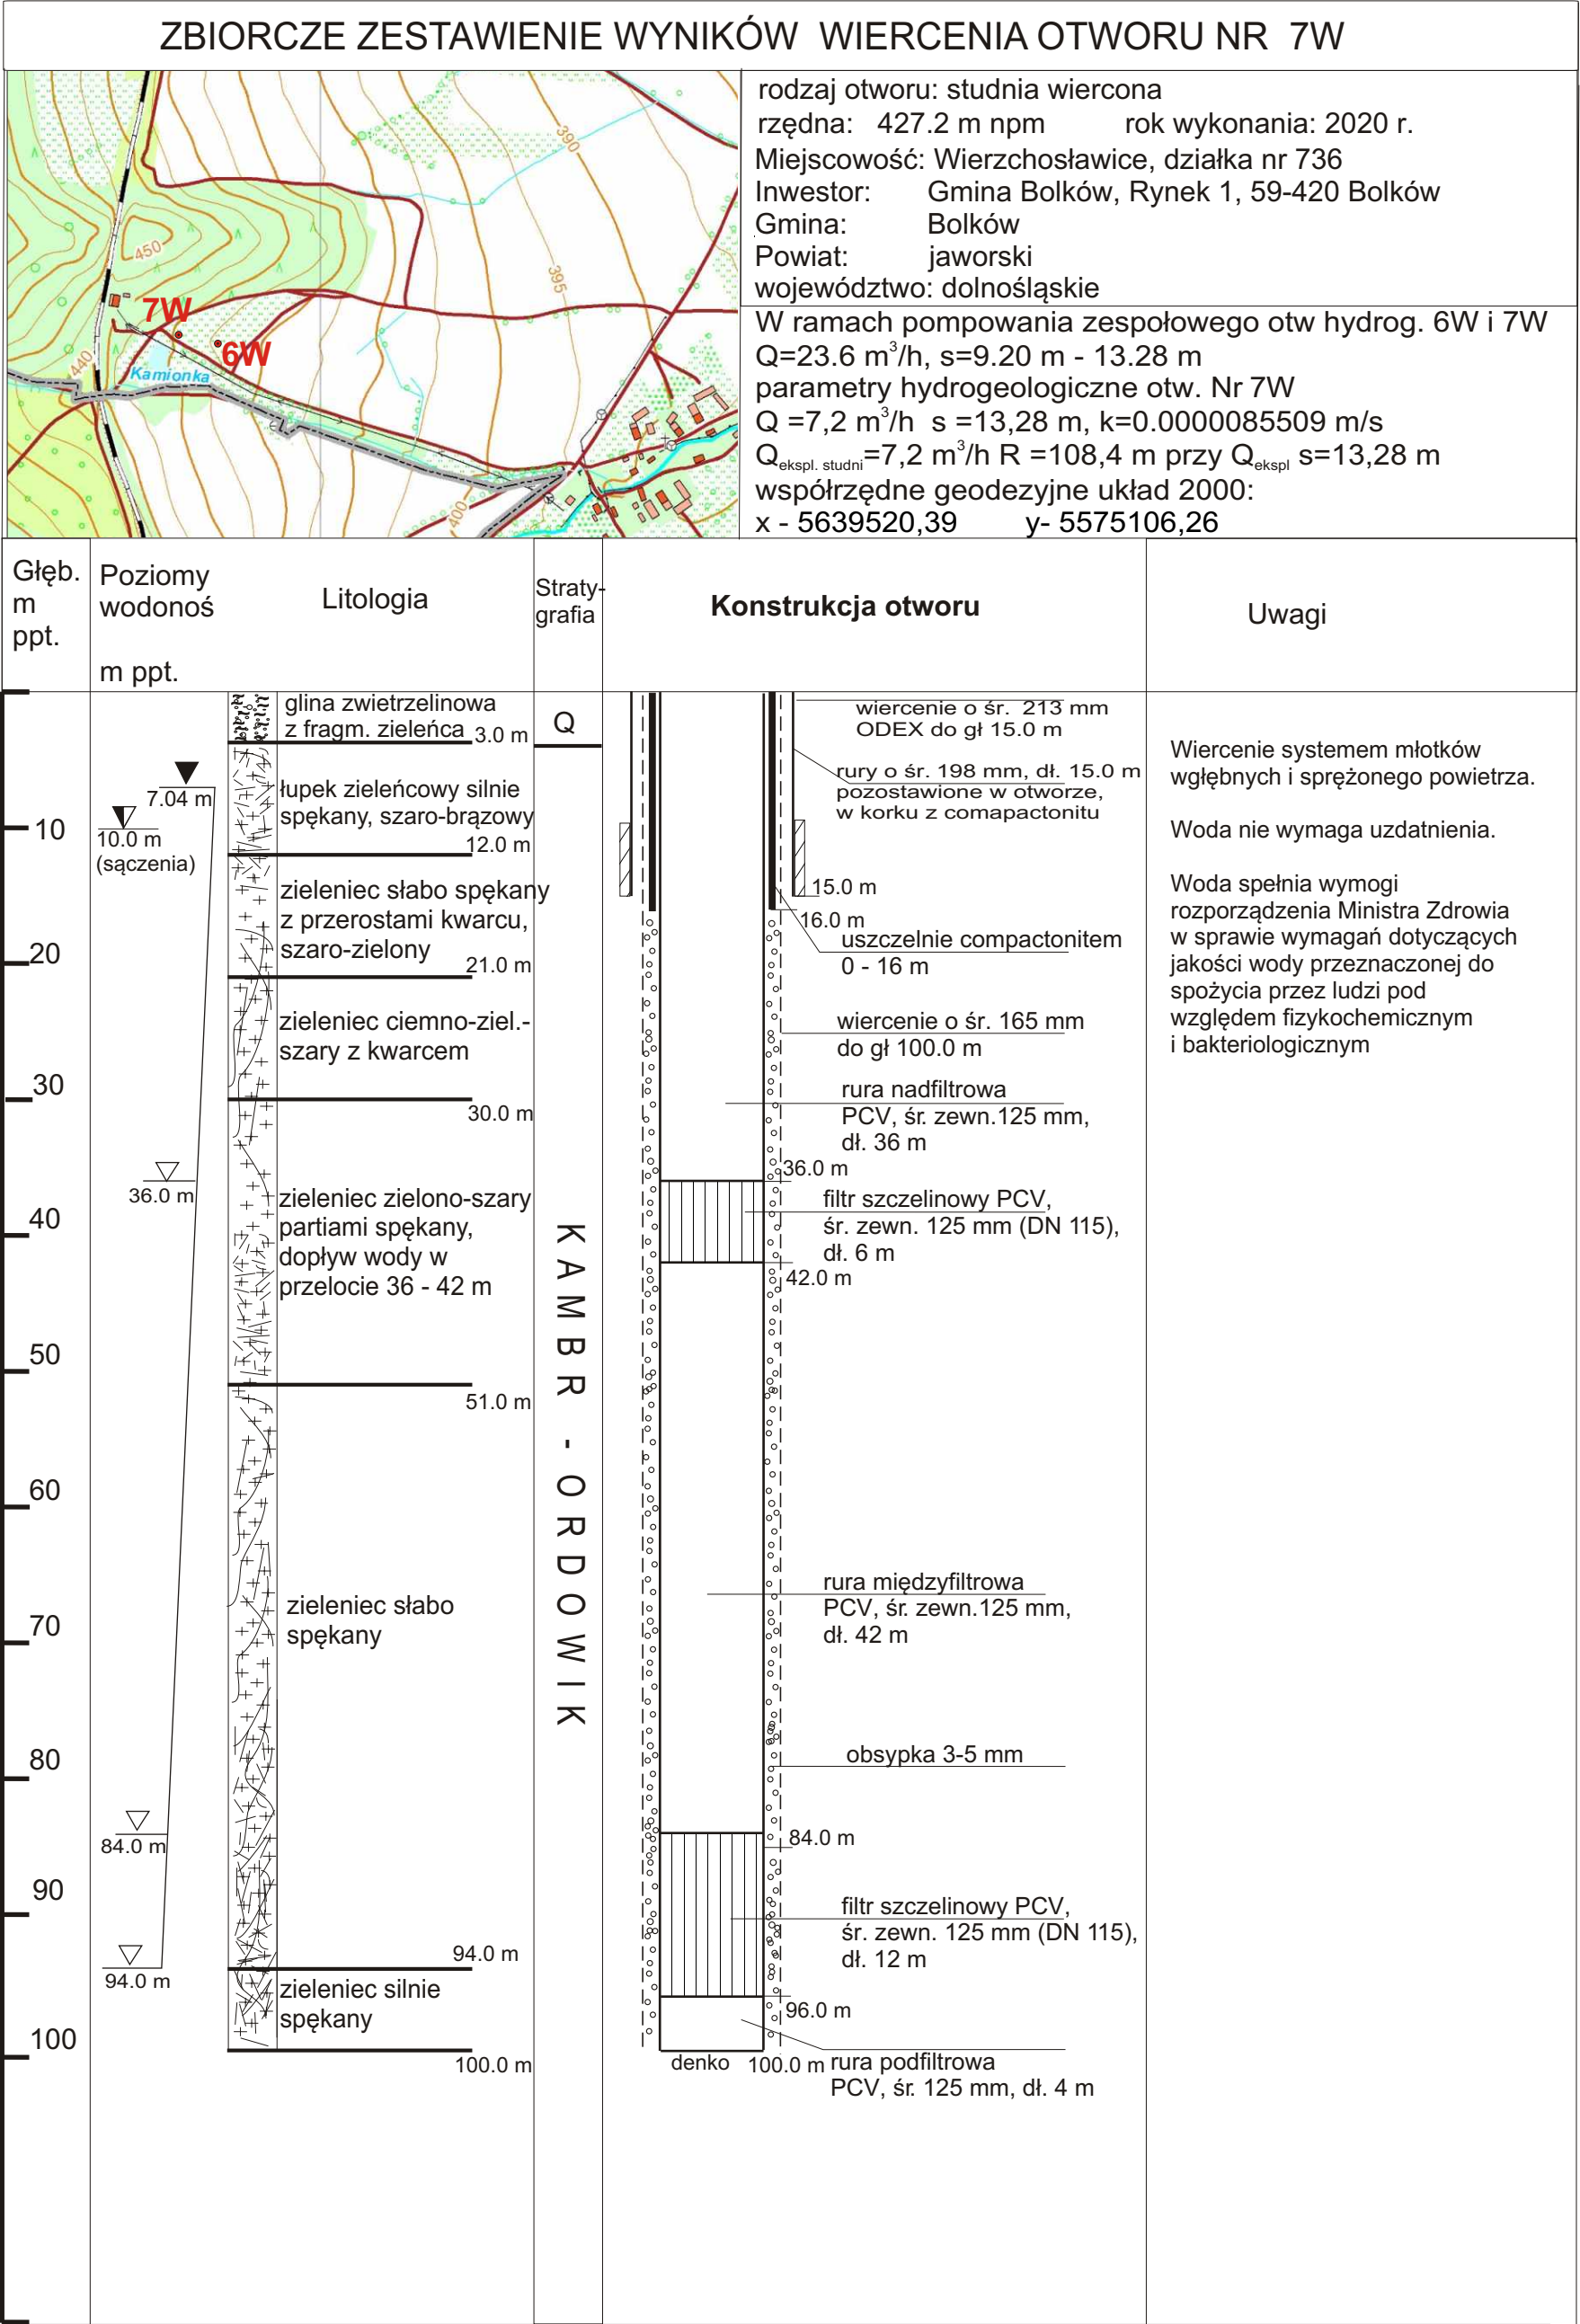 ZBIORCZE ZESTAWIENIE WYNIKÓW WIERCENIA OTWORU NR 7W
390
450
395
7W
6W
440
Kamionka
400
rodzaj otworu: studnia wiercona
rzędna: 427.2 m npm rok wykonania: 2020 r.
Miejscowość: Wierzchosławice, działka nr 736
Inwestor: Gmina Bolków, Rynek 1, 59-420 Bolków
Gmina: Bolków
Powiat: jaworski
województwo: dolnośląskie
W ramach pompowania zespołowego otw hydrog. 6W i 7W
Q=23.6 m³/h, s=9.20 m - 13.28 m
parametry hydrogeologiczne otw. Nr 7W
Q =7,2 m³/h s =13,28 m, k=0.0000085509 m/s
Qekspl. studni=7,2 m³/h R =108,4 m przy Qekspl s=13,28 m
współrzędne geodezyjne układ 2000:
x - 5639520,39 y- 5575106,26
Głęb.
m
ppt.
Poziomy
wodonoś
m ppt.
Litologia
Straty-
grafia
Konstrukcja otworu
Uwagi
10
20
30
40
50
60
70
80
90
100
7.04 m
10.0 m
(sączenia)
36.0 m
84.0 m
94.0 m
glina zwietrzelinowa
z fragm. zieleńca 3.0 m
łupek zieleńcowy silnie
spękany, szaro-brązowy
12.0 m
zieleniec słabo spękany
z przerostami kwarcu,
szaro-zielony
21.0 m
zieleniec ciemno-ziel.-
szary z kwarcem
30.0 m
zieleniec zielono-szary
partiami spękany,
dopływ wody w
przelocie 36 - 42 m
51.0 m
zieleniec słabo
spękany
94.0 m
zieleniec silnie
spękany
100.0 m
Q
KAMBR - ORDOWIK
wiercenie o śr. 213 mm
ODEX do gł 15.0 m
rury o śr. 198 mm, dł. 15.0 m
pozostawione w otworze,
w korku z comapactonitu
15.0 m
16.0 m
uszczelnie compactonitem
0 - 16 m
wiercenie o śr. 165 mm
do gł 100.0 m
rura nadfiltrowa
PCV, śr. zewn.125 mm,
dł. 36 m
36.0 m
filtr szczelinowy PCV,
śr. zewn. 125 mm (DN 115),
dł. 6 m
42.0 m
rura międzyfiltrowa
PCV, śr. zewn.125 mm,
dł. 42 m
obsypka 3-5 mm
84.0 m
filtr szczelinowy PCV,
śr. zewn. 125 mm (DN 115),
dł. 12 m
96.0 m
denko 100.0 m
rura podfiltrowa
PCV, śr. 125 mm, dł. 4 m
Wiercenie systemem młotków
wgłębnych i sprężonego powietrza.
Woda nie wymaga uzdatnienia.
Woda spełnia wymogi
rozporządzenia Ministra Zdrowia
w sprawie wymagań dotyczących
jakości wody przeznaczonej do
spożycia przez ludzi pod
względem fizykochemicznym
i bakteriologicznym